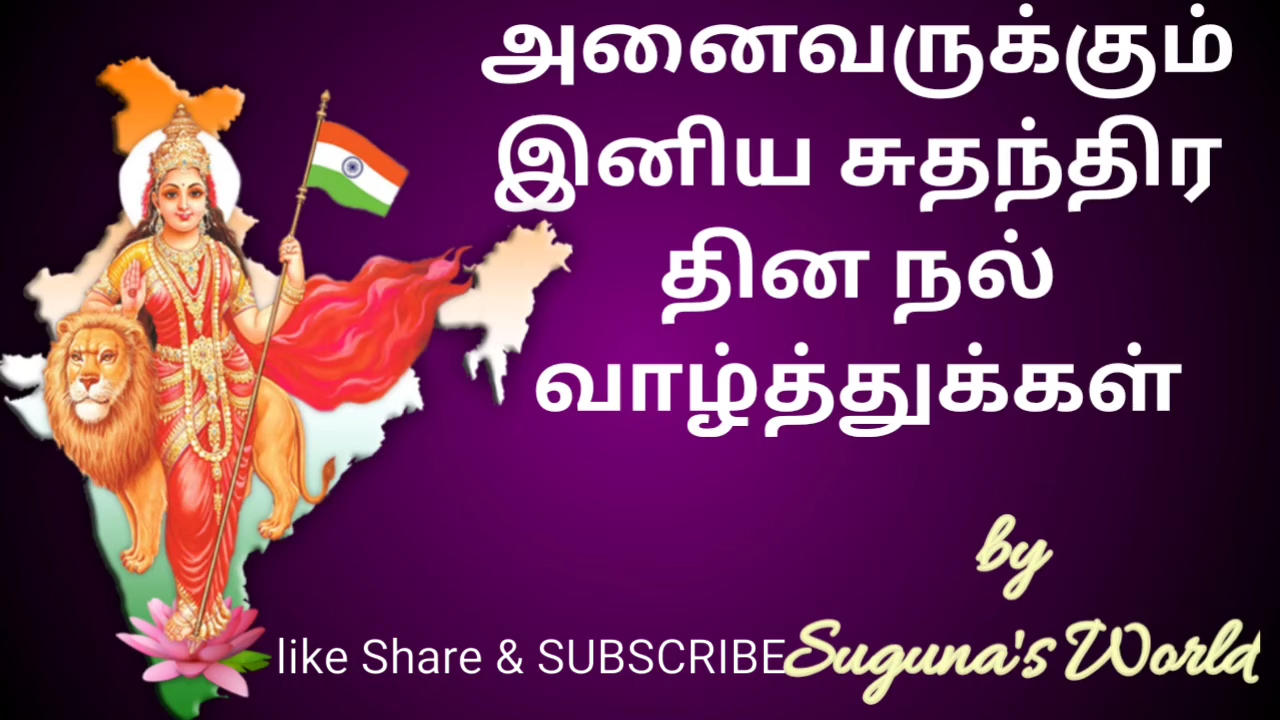 அனைவருக்கும்
இனிய சுதந்திர
தின நல்
வாழ்த்துக்கள்
by
like Share & SUBSCRIBE Suguna's World